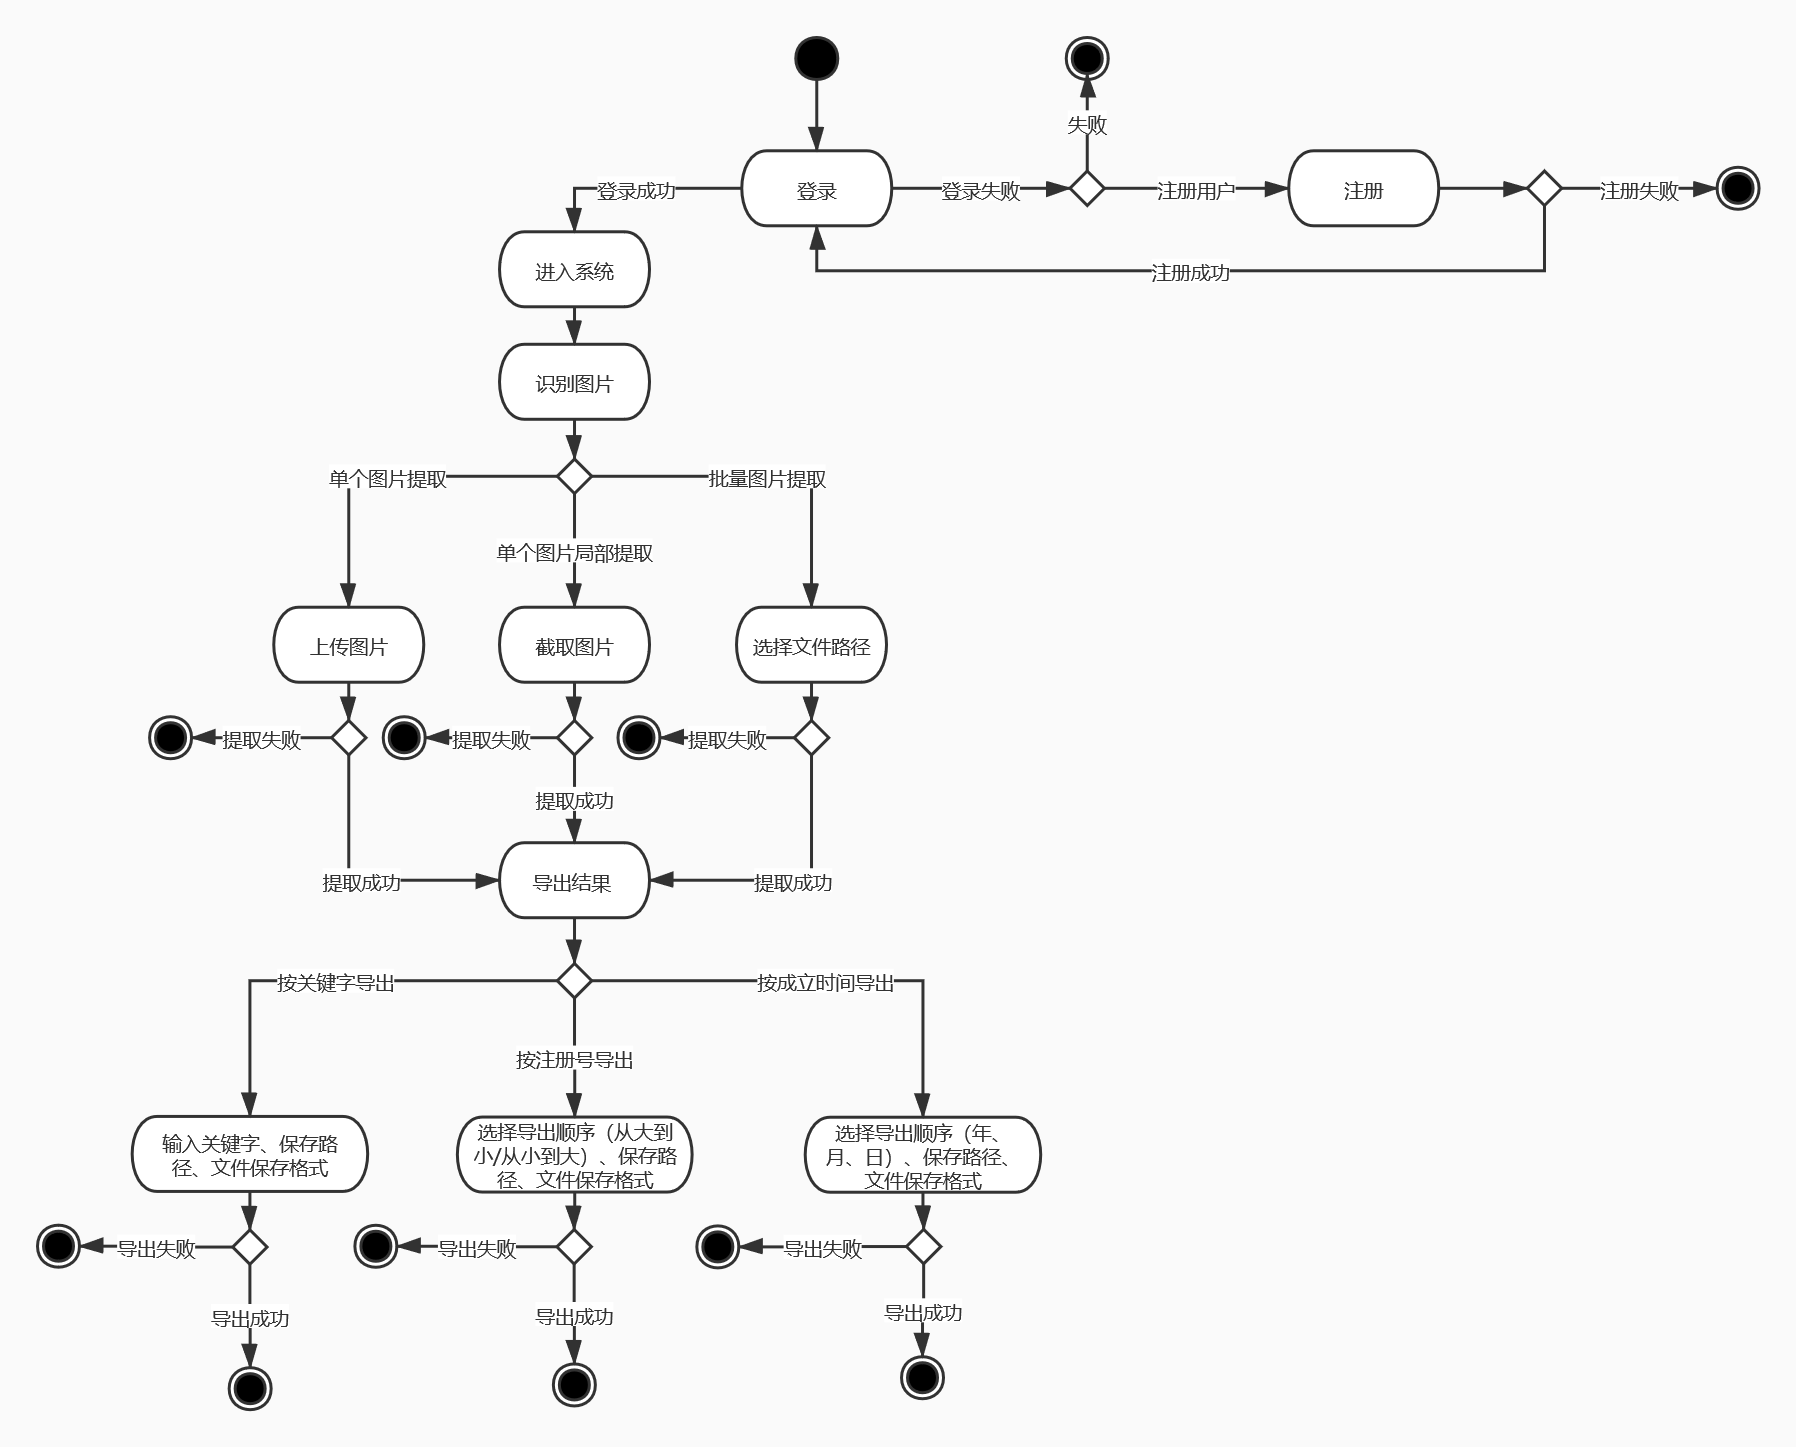 失败
登录成功
登录
登录失败
注册用户
注册
注册失败
进入系统
注册成功
识别图片
单个图片提取
批量图片提取
单个图片局部提取
上传图片
截取图片
选择文件路径
提取失败
提取失败
提取失败
提取成功
提取成功
导出结果
提取成功
按关键字导出
按成立时间导出
按注册号导出
输入关键字、保存路
径、文件保存格式
选择导出顺序（从大到
小/从小到大）、保存路
径、文件保存格式
选择导出顺序（年、
月、日）、保存路径、
文件保存格式
导出失败
导出失败
导出失败
导出成功
导出成功
导出成功